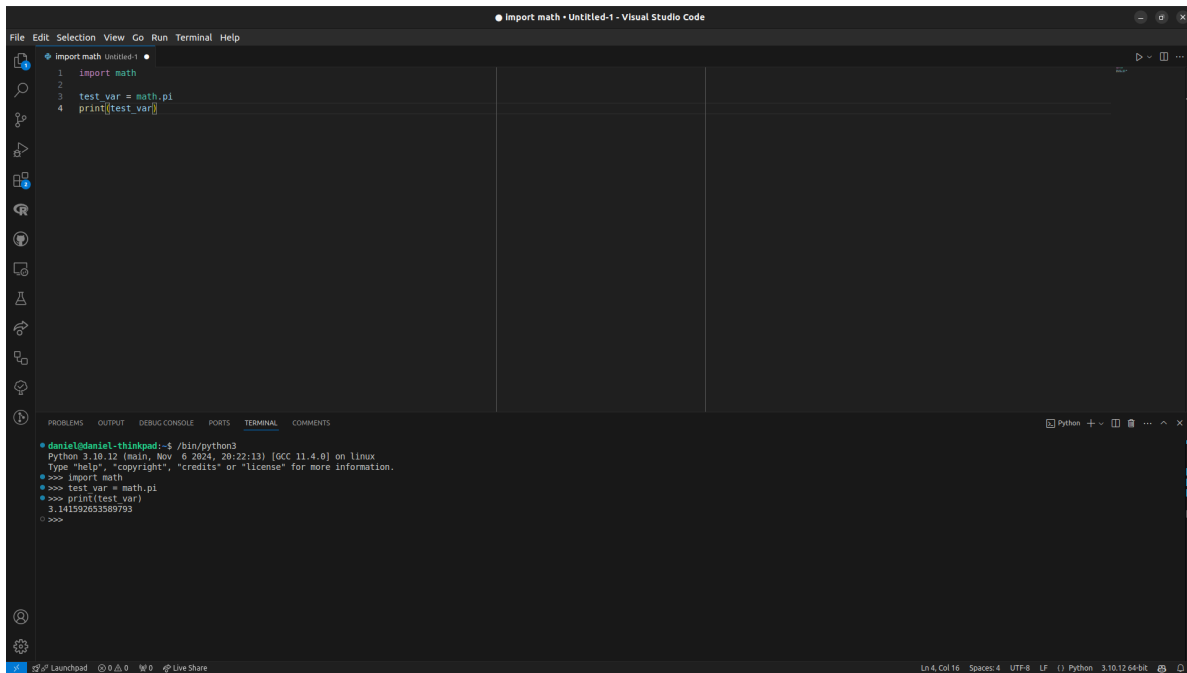 import math • Untitled-1 - Visual Studio Code
File Edit Selection View Go Run Terminal Help
import math Untitled-1
1 import math
2
3 test_var = math.pi
4 print(test_var)
PROBLEMS OUTPUT DEBUG CONSOLE PORTS TERMINAL COMMENTS
Python
daniel@daniel-thinkpad:~$ /bin/python3
Python 3.10.12 (main, Nov  6 2024, 20:22:13) [GCC 11.4.0] on linux
Type "help", "copyright", "credits" or "license" for more information.
>>> import math
>>> test_var = math.pi
>>> print(test_var)
3.141592653589793
>>>
Launchpad 0 0 0 Live Share Ln 4, Col 16 Spaces: 4 UTF-8 LF {} Python 3.10.12 64-bit